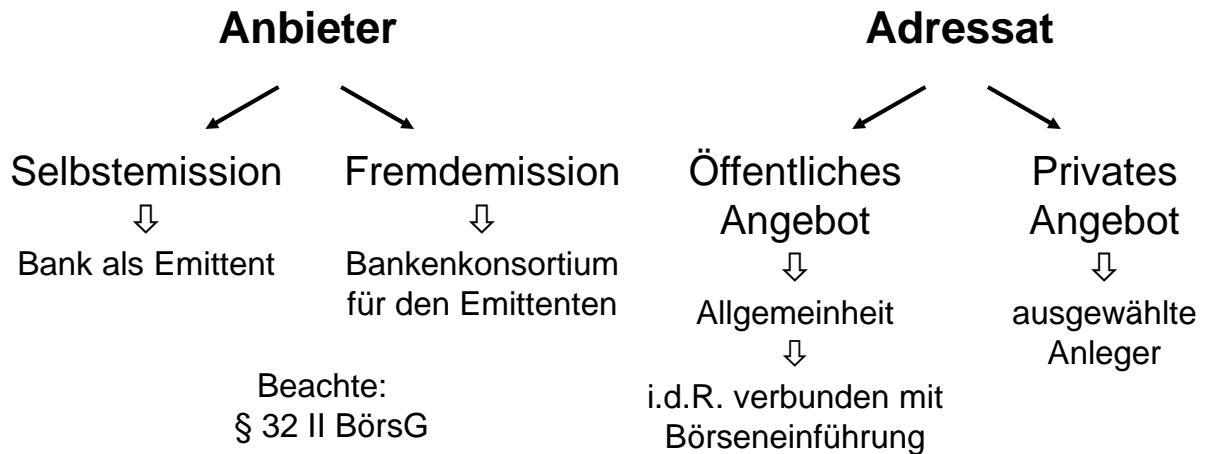 Anbieter
Selbstemission
Bank als Emittent
Fremdemission
Bankenkonsortium
für den Emittenten
Beachte:
§ 32 II BörsG
Adressat
Öffentliches
Angebot
Allgemeinheit
i.d.R. verbunden mit
Börseneinführung
Privates
Angebot
ausgewählte
Anleger